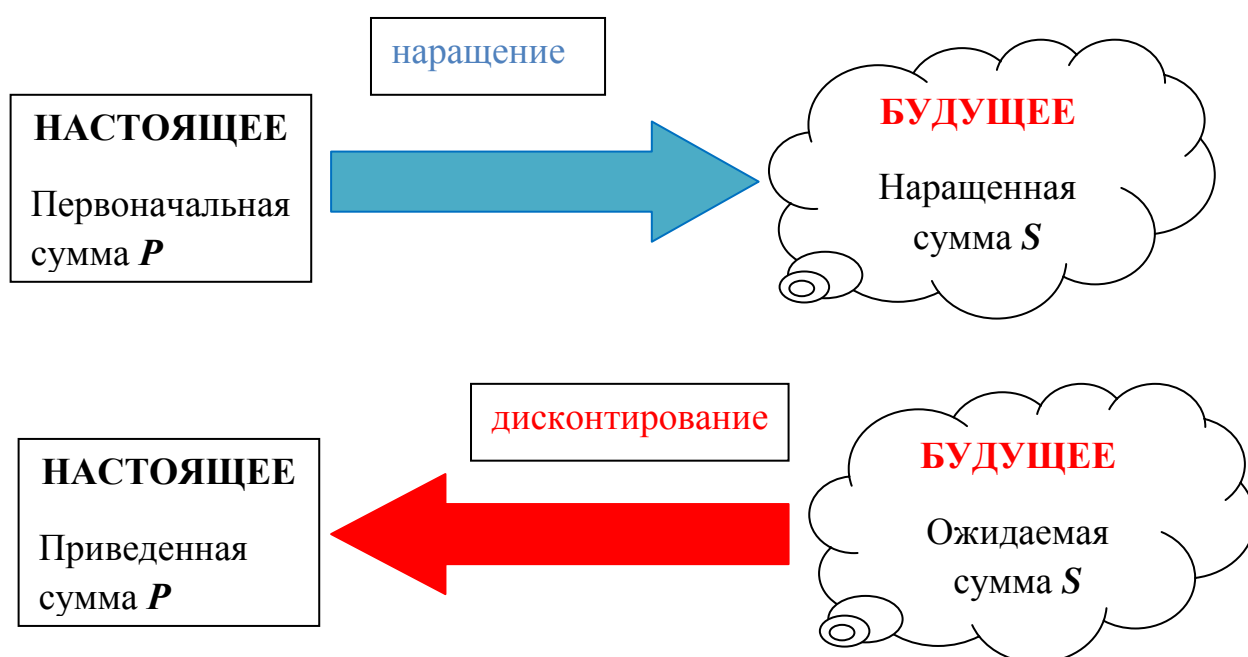 наращение
НАСТОЯЩЕЕ
Первоначальная
сумма P
БУДУЩЕЕ
Наращенная
сумма S
дисконтирование
НАСТОЯЩЕЕ
Приведенная
сумма P
БУДУЩЕЕ
Ожидаемая
сумма S